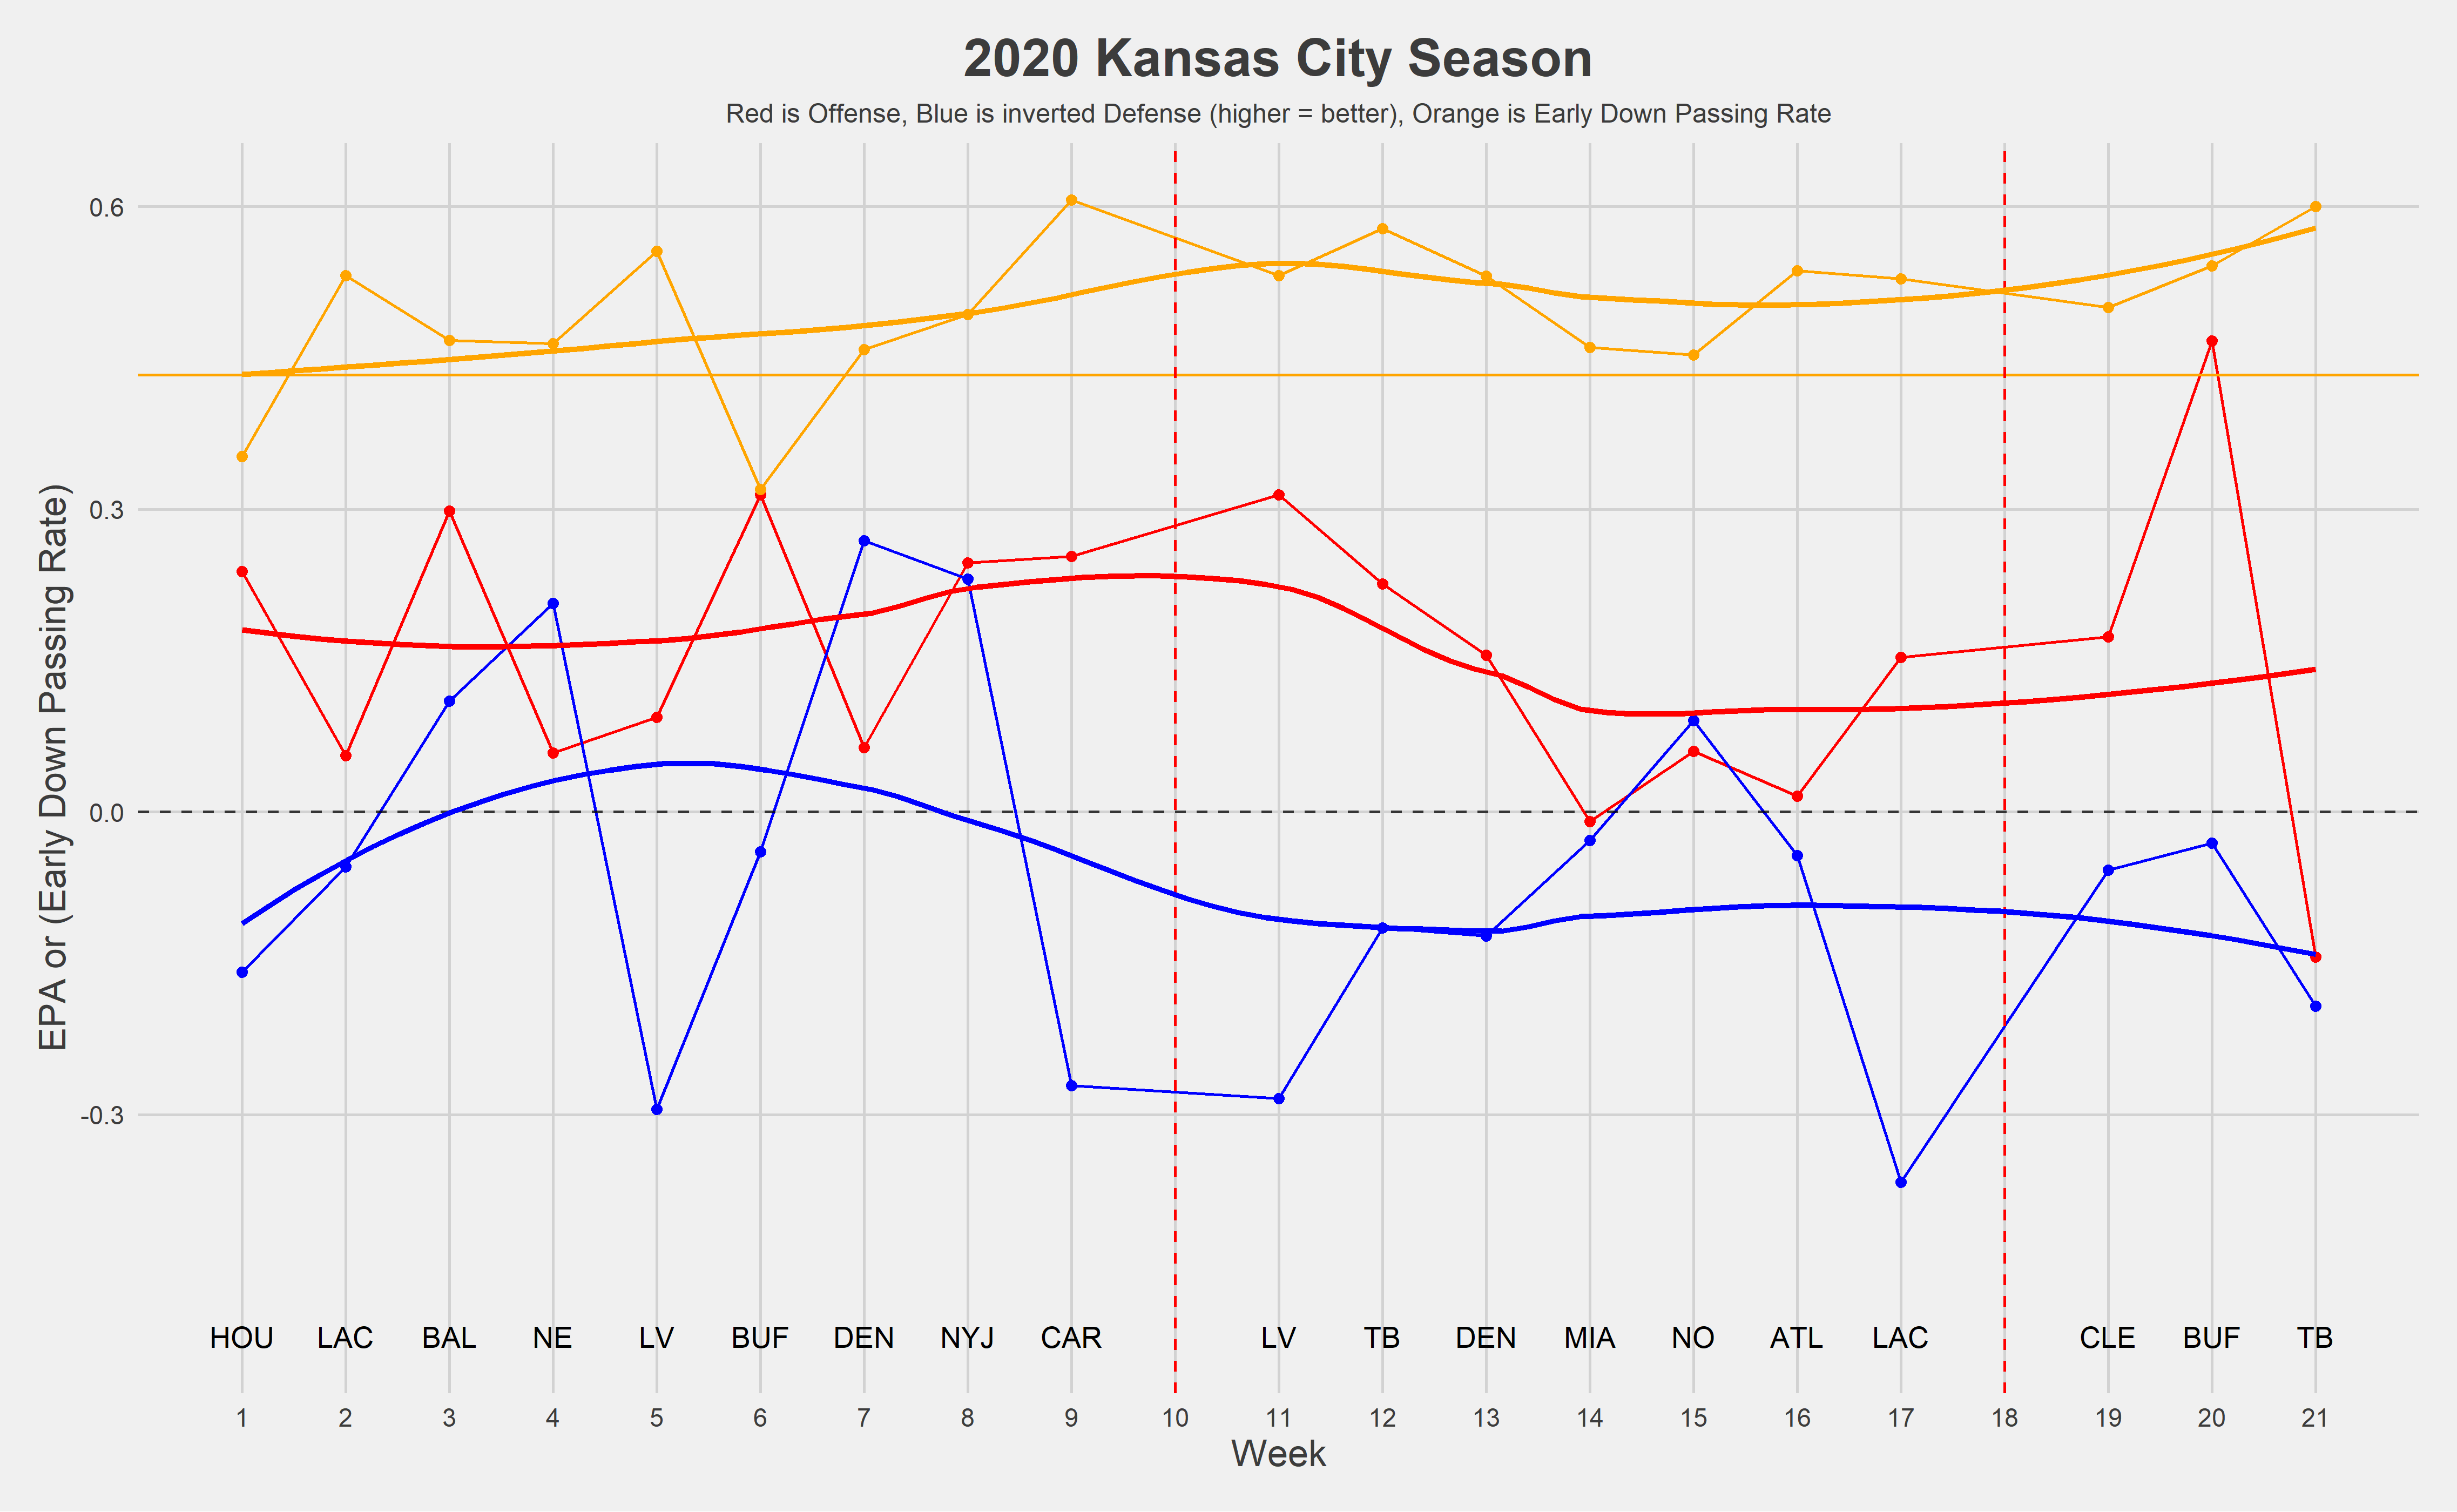 2020 Kansas City Season
Red is Offense, Blue is inverted Defense (higher = better), Orange is Early Down Passing Rate
EPA or (Early Down Passing Rate)
0.6
0.3
0.0
-0.3
HOU LAC BAL NE LV BUF DEN NYJ CAR LV TB DEN MIA NO ATL LAC CLE BUF TB
1 2 3 4 5 6 7 8 9 10 11 12 13 14 15 16 17 18 19 20 21
Week